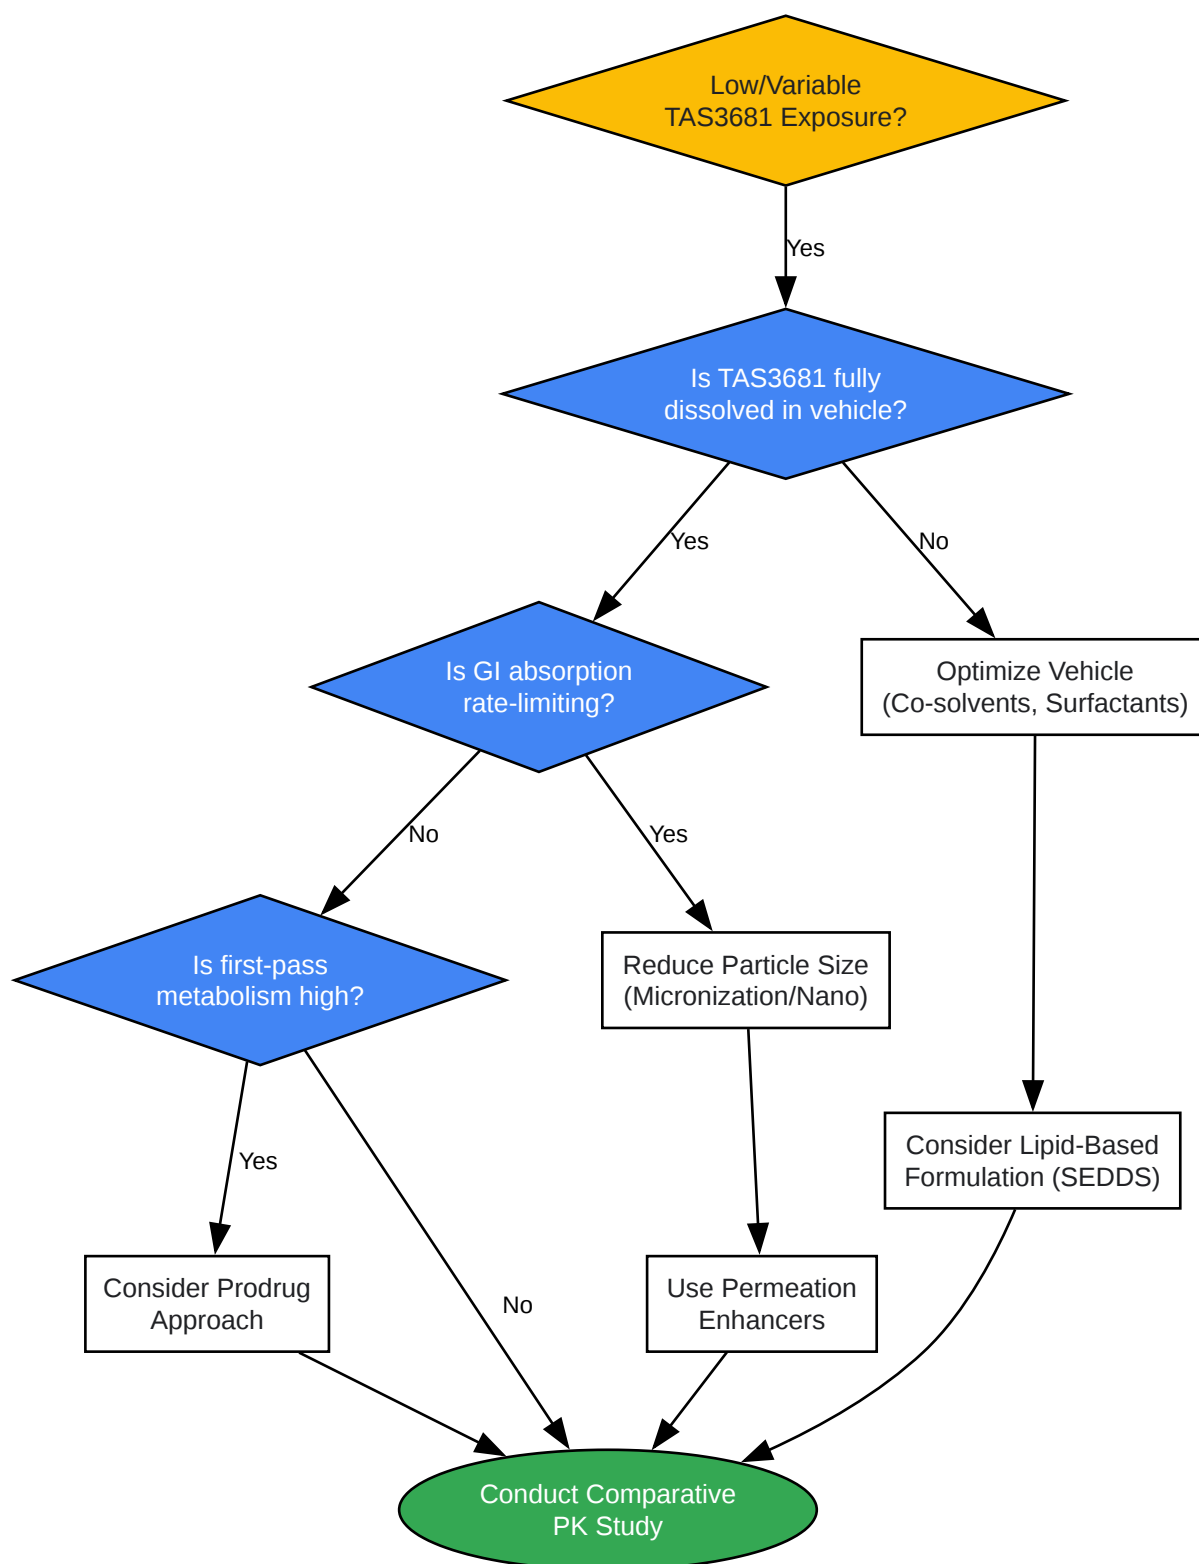 Low/Variable
TAS3681 Exposure?
Yes
Is TAS3681 fully
dissolved in vehicle?
Yes
No
Is GI absorption
rate-limiting?
Optimize Vehicle
(Co-solvents, Surfactants)
No
Yes
Is first-pass
metabolism high?
Reduce Particle Size
(Micronization/Nano)
Yes
Consider Lipid-Based
Formulation (SEDDS)
Consider Prodrug
Approach
No
Use Permeation
Enhancers
Conduct Comparative
PK Study